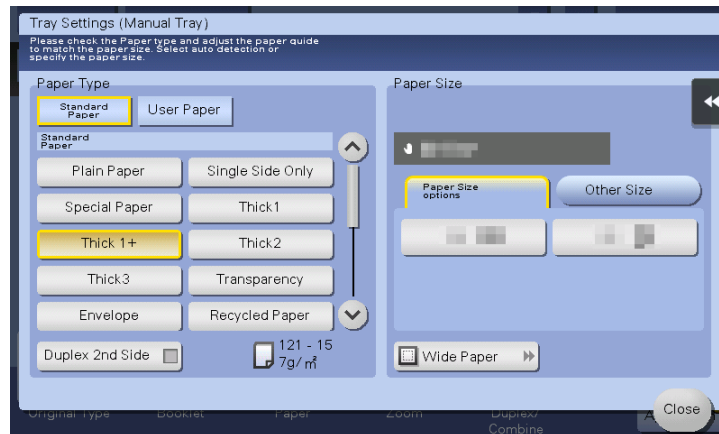 Tray Settings (Manual Tray)
Please check the Paper type and adjust the paper guide
to match the paper size. Select auto detection or
specify the paper size.
Paper Type
Standard
Paper
User Paper
Standard
Paper
Plain Paper
Single Side Only
Special Paper
Thick1
Thick 1+
Thick2
Thick3
Transparency
Envelope
Recycled Paper
Duplex 2nd Side
121 - 15
7g/㎡
Paper Size
Paper Size
options
Other Size
Wide Paper
Close
Original Type
Booklet
Paper
Zoom
Duplex/
Combine